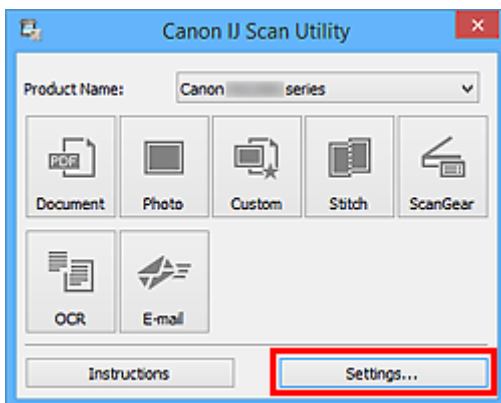 Canon IJ Scan Utility
Product Name: Canon series
PDF
Document Photo Custom Stitch ScanGear
OCR E-mail
Instructions Settings...